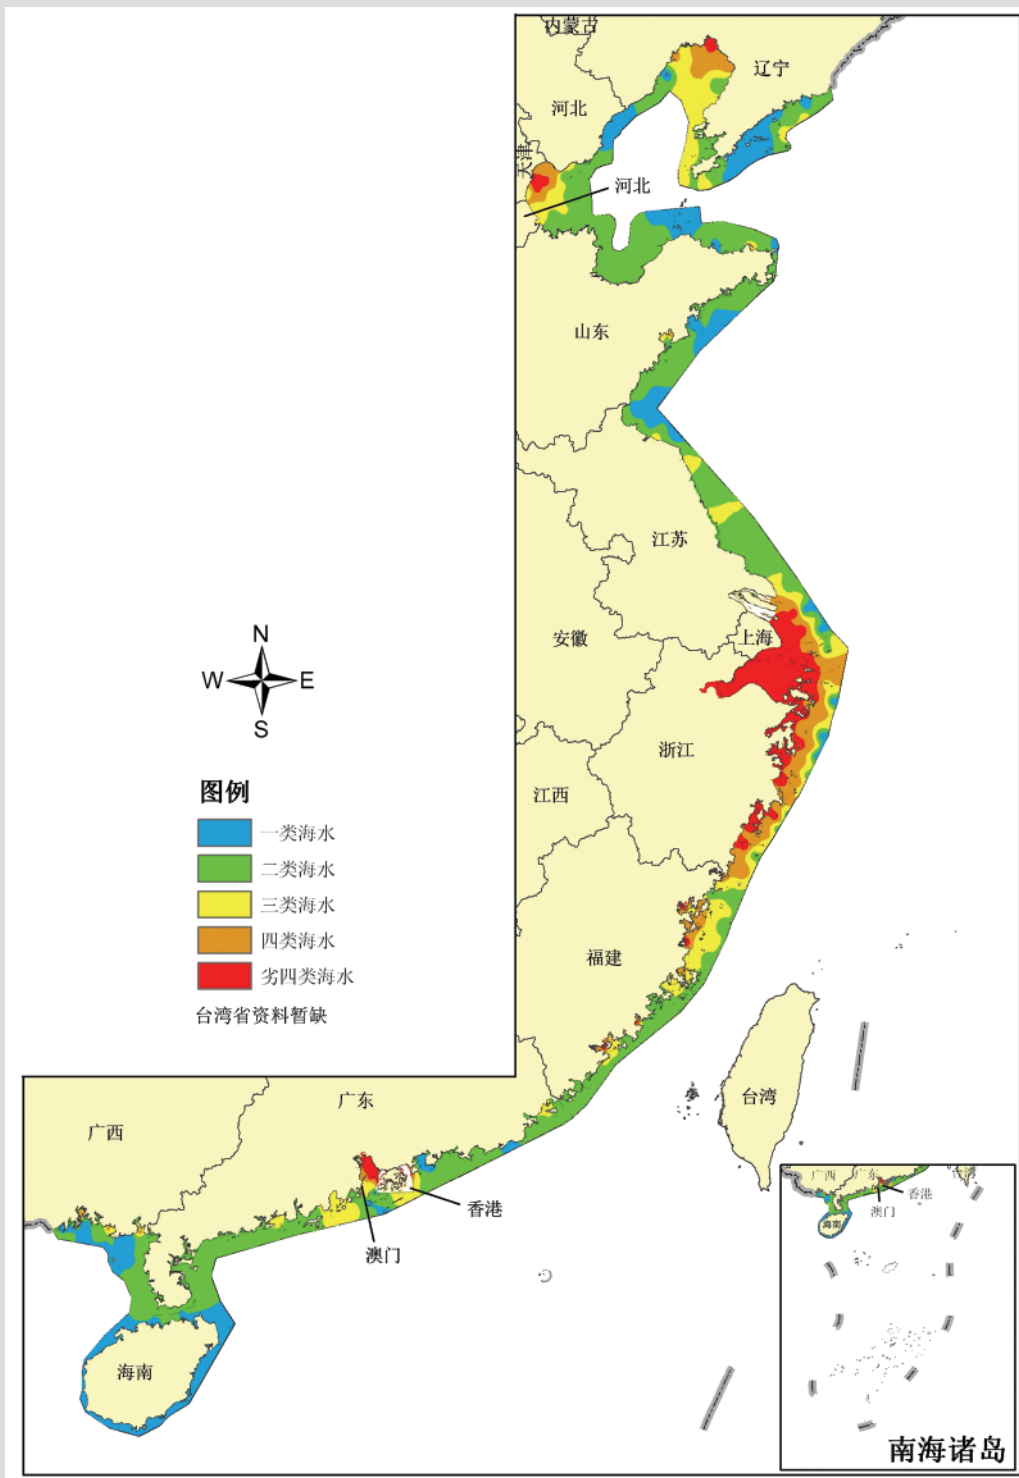 内蒙古
辽宁
河北
天津
河北
山东
江苏
安徽
上海
浙江
江西
福建
台湾
广东
广西
香港
澳门
海南
N
W
E
S
图例
一类海水
二类海水
三类海水
四类海水
劣四类海水
台湾省资料暂缺
广西
广东
台湾
香港
澳门
海南
南海诸岛